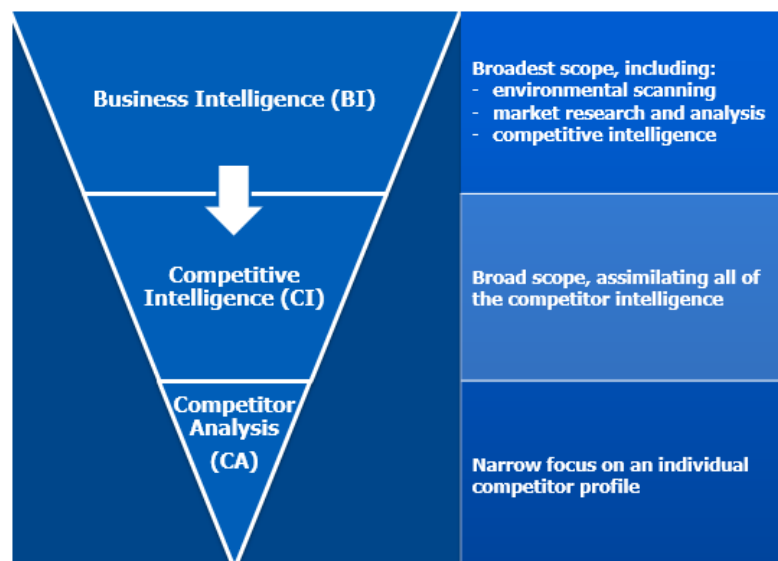 Business Intelligence (BI)
Broadest scope, including:
- environmental scanning
- market research and analysis
- competitive intelligence
Competitive
Intelligence (CI)
Broad scope, assimilating all of
the competitor intelligence
Competitor
Analysis
(CA)
Narrow focus on an individual
competitor profile